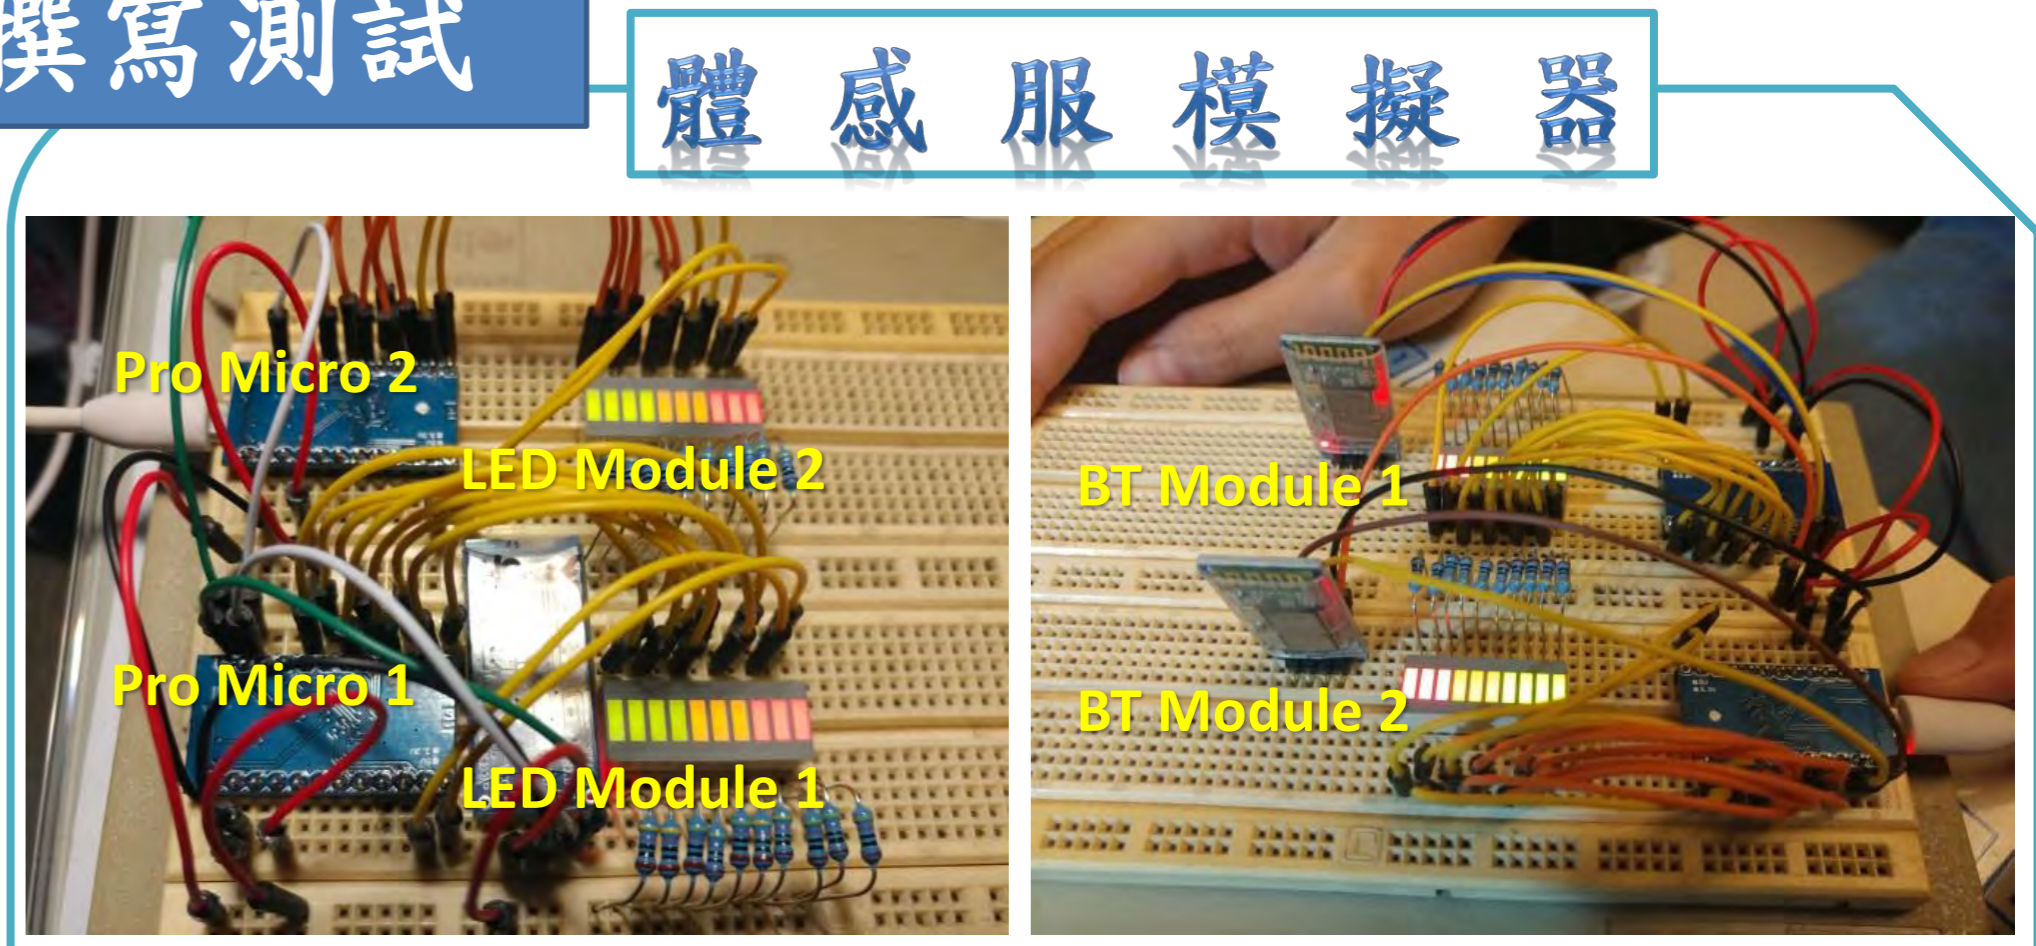 撰寫測試
體感服模擬器
Pro Micro 2
LED Module 2
Pro Micro 1
LED Module 1
BT Module 1
BT Module 2